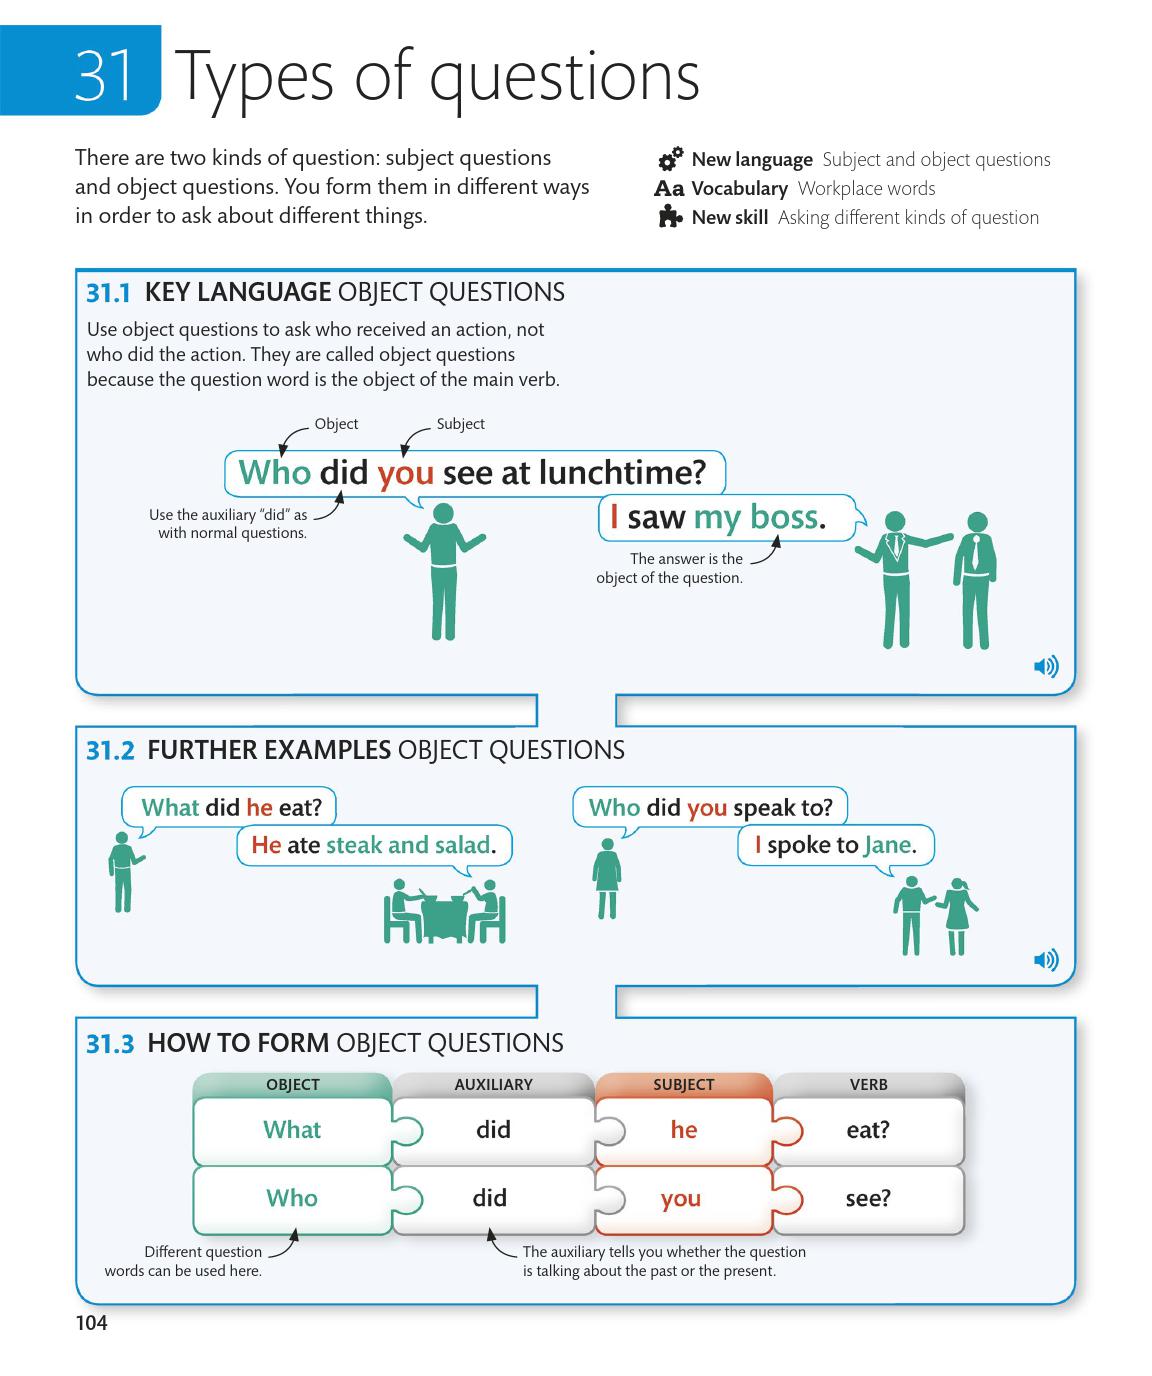 31 Types of questions
There are two kinds of question: subject questions
and object questions. You form them in different ways
in order to ask about different things.
New language Subject and object questions
Aa Vocabulary Workplace words
New skill Asking different kinds of question
31.1 KEY LANGUAGE OBJECT QUESTIONS
Use object questions to ask who received an action, not
who did the action. They are called object questions
because the question word is the object of the main verb.
Object
Subject
Who did you see at lunchtime?
Use the auxiliary “did” as
with normal questions.
I saw my boss.
The answer is the
object of the question.
31.2 FURTHER EXAMPLES OBJECT QUESTIONS
What did he eat?
He ate steak and salad.
Who did you speak to?
I spoke to Jane.
31.3 HOW TO FORM OBJECT QUESTIONS
OBJECT AUXILIARY SUBJECT VERB
What did he eat?
Who did you see?
Different question
words can be used here.
The auxiliary tells you whether the question
is talking about the past or the present.
104